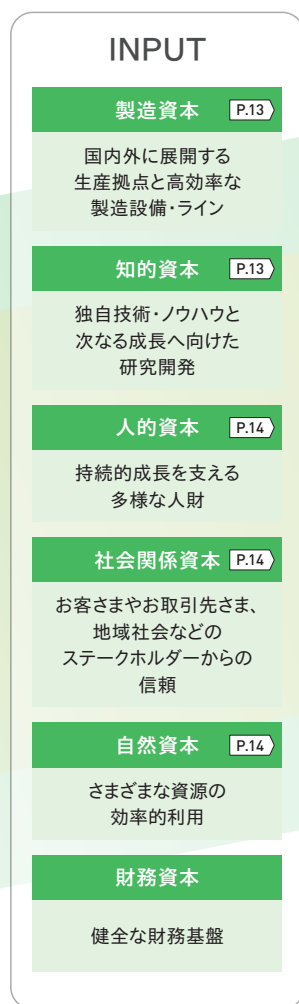 INPUT
製造資本 P.13
国内外に展開する
生産拠点と高効率な
製造設備・ライン
知的資本 P.13
独自技術・ノウハウと
次なる成長へ向けた
研究開発
人的資本 P.14
持続的成長を支える
多様な人財
社会関係資本 P.14
お客さまやお取引先さま、
地域社会などの
ステークホルダーからの
信頼
自然資本 P.14
さまざまな資源の
効率的利用
財務資本
健全な財務基盤